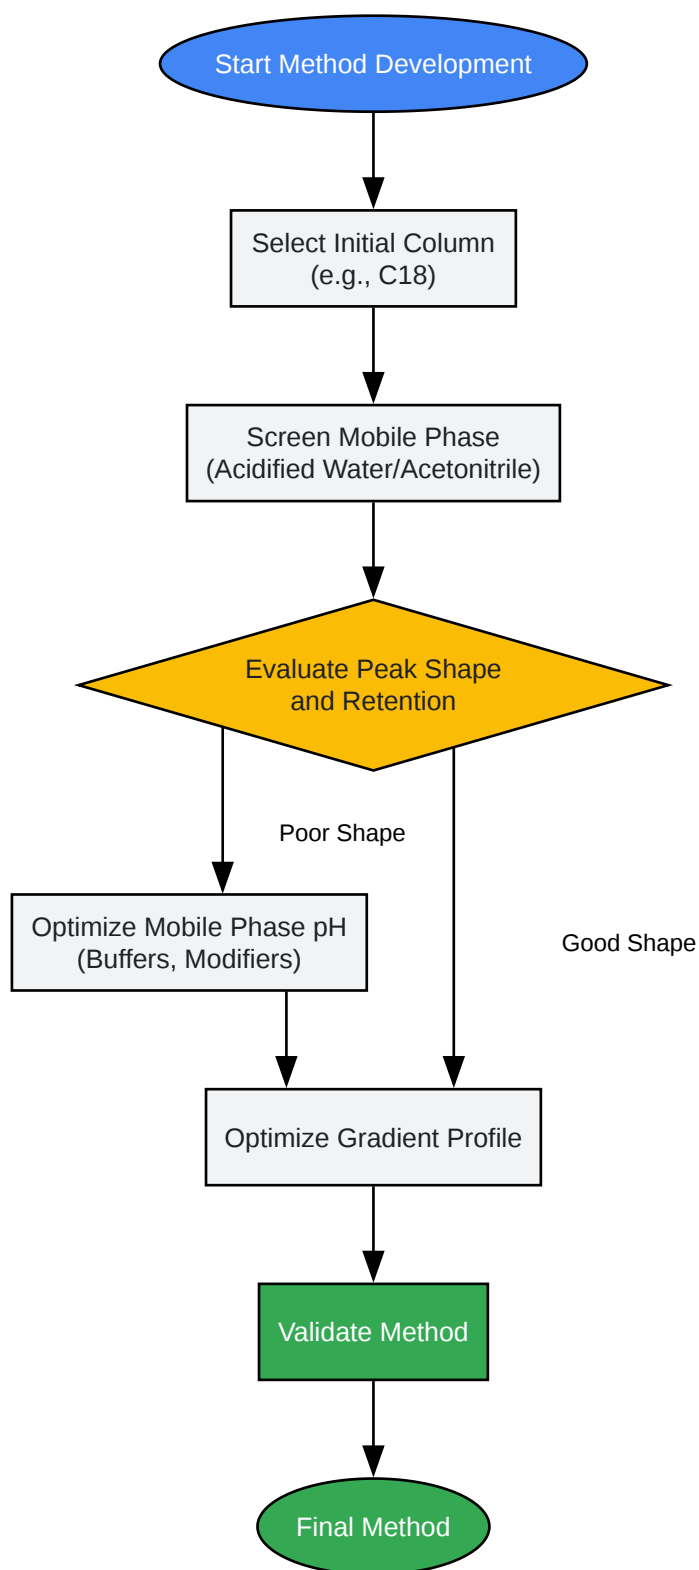 Start Method Development
Select Initial Column
(e.g., C18)
Screen Mobile Phase
(Acidified Water/Acetonitrile)
Evaluate Peak Shape
and Retention
Poor Shape
Optimize Mobile Phase pH
(Buffers, Modifiers)
Good Shape
Optimize Gradient Profile
Validate Method
Final Method